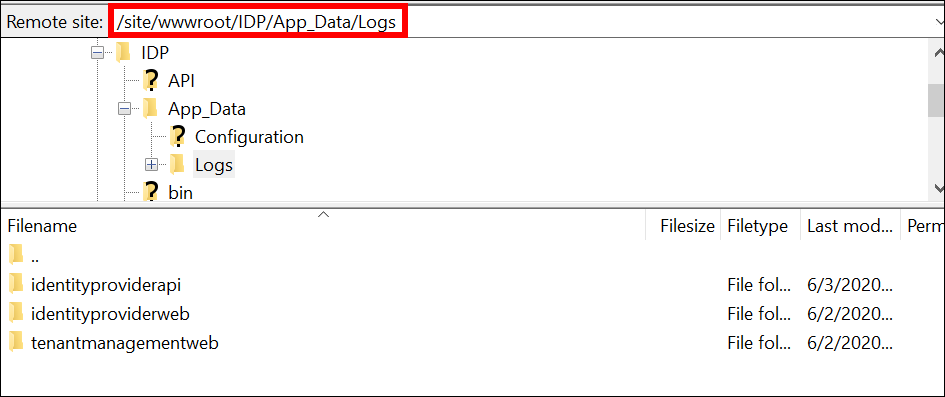 Remote site: /site/wwwroot/IDP/App_Data/Logs
IDP
API
App_Data
Configuration
Logs
bin
Filename Filesize Filetype Last mod... Perm
..
identityproviderapi File fol... 6/3/2020...
identityproviderweb File fol... 6/2/2020...
tenantmanagementweb File fol... 6/2/2020...